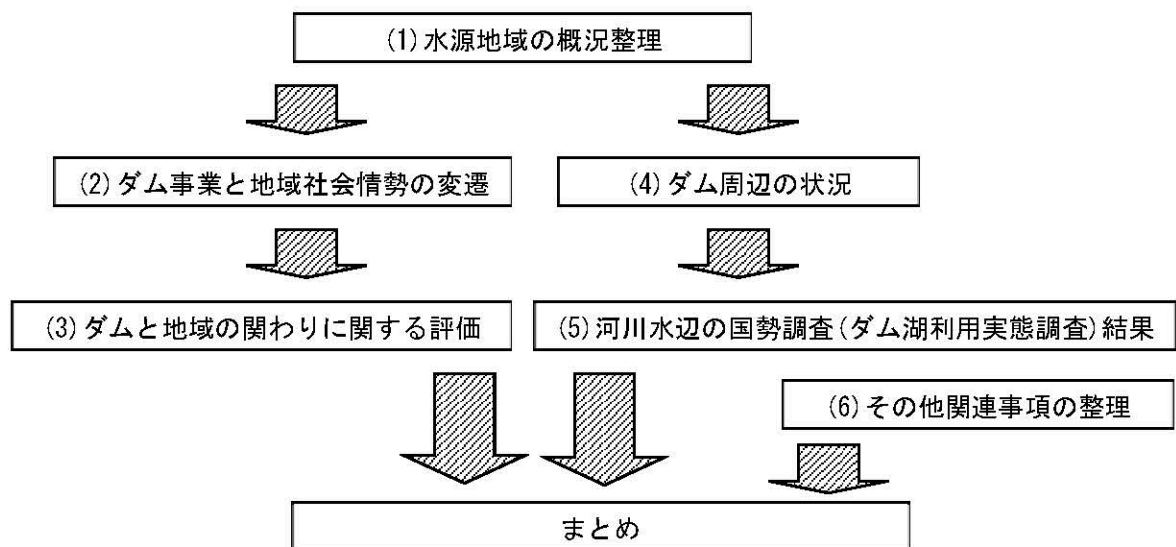 (1)水源地域の概況整理
(2)ダム事業と地域社会情勢の変遷
(4)ダム周辺の状況
(3)ダムと地域の関わりに関する評価
(5)河川水辺の国勢調査(ダム湖利用実態調査)結果
(6)その他関連事項の整理
まとめ